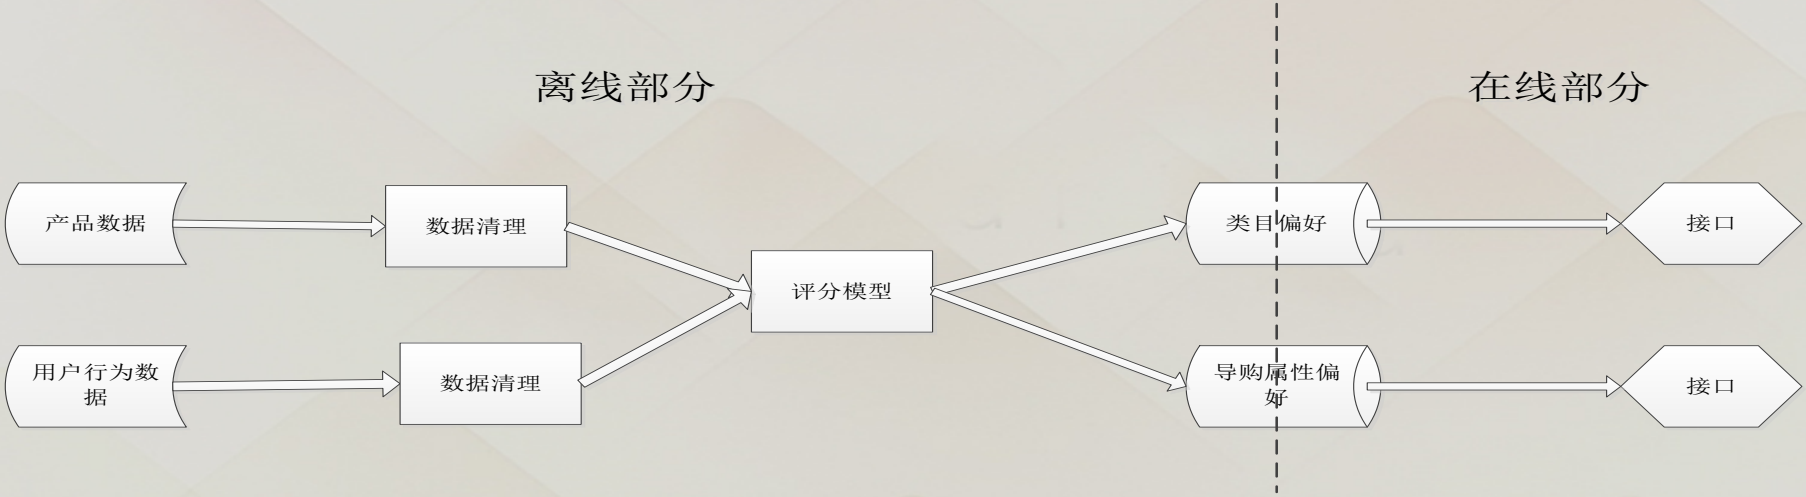 离线部分
在线部分
产品数据
数据清理
类目偏好
接口
评分模型
用户行为数
据
数据清理
导购属性偏
好
接口